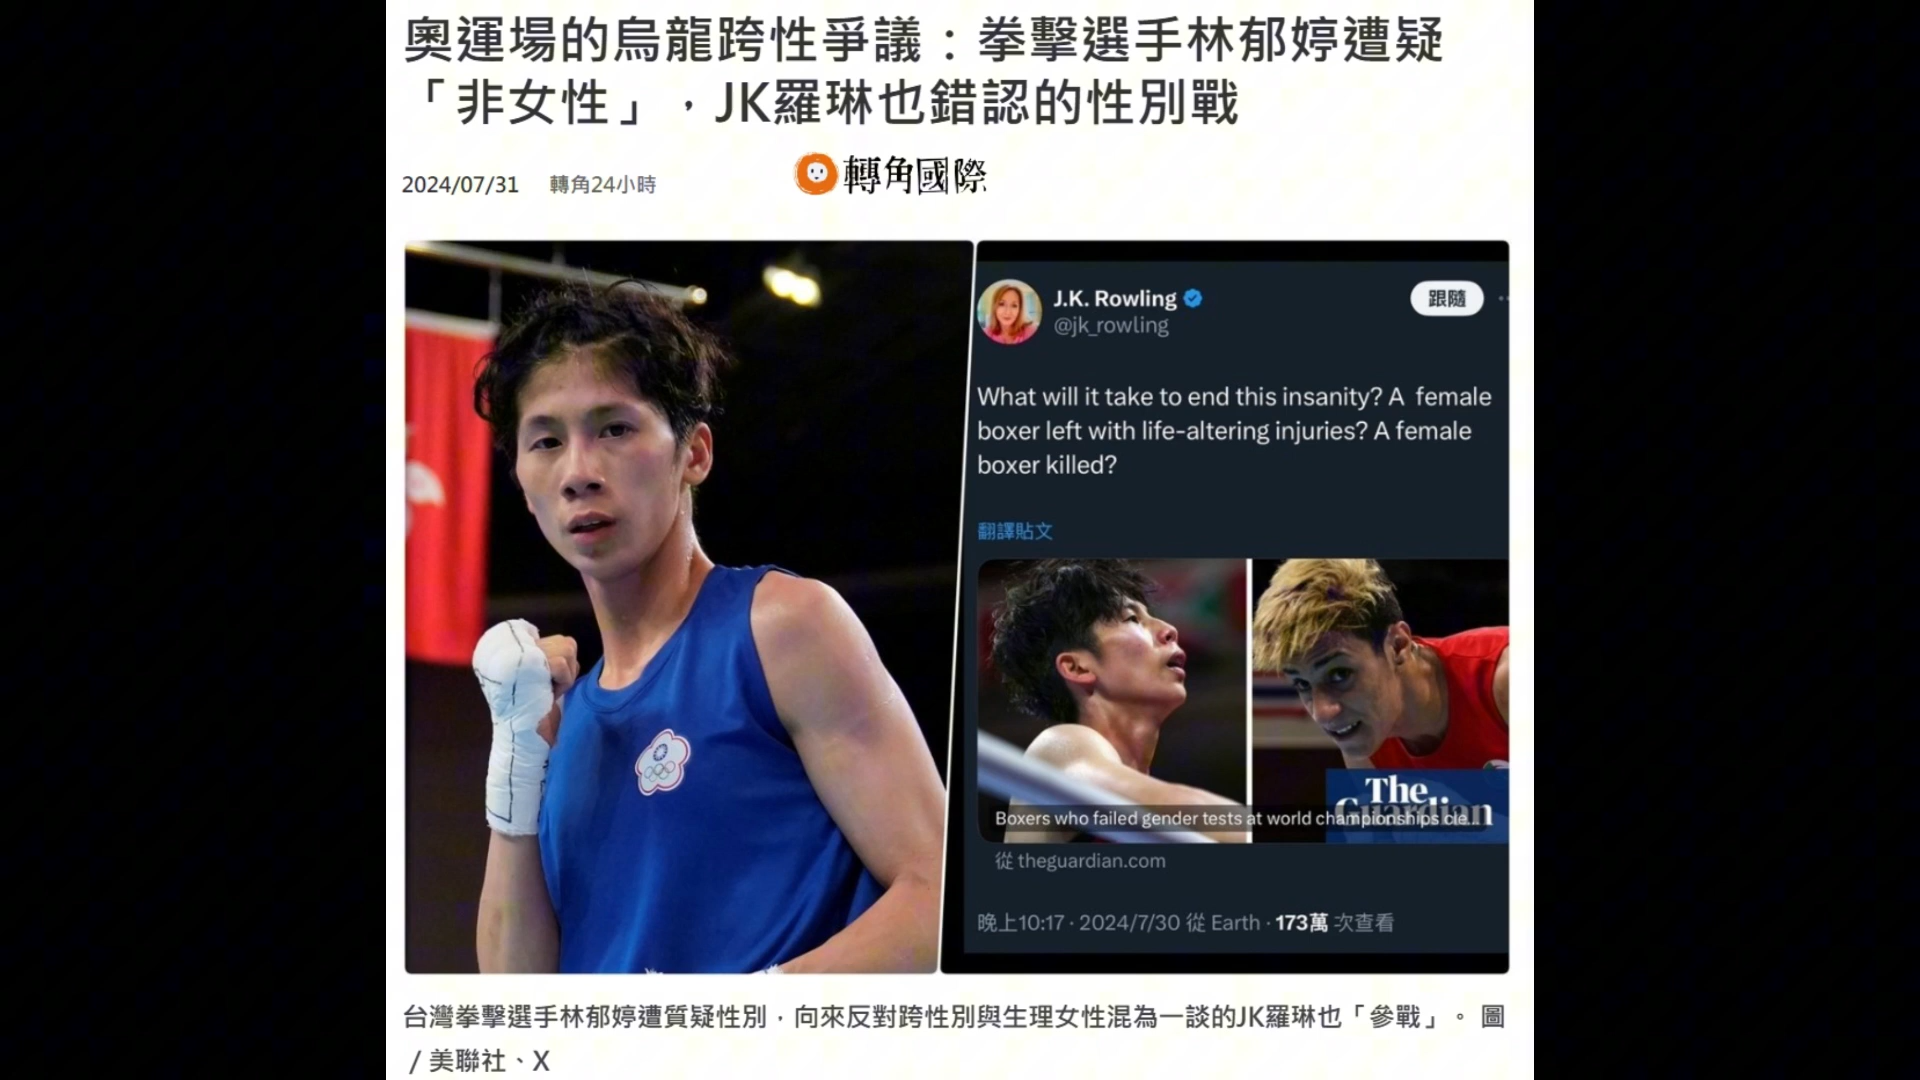 奧運場的烏龍跨性爭議：拳擊選手林郁婷遭疑
「非女性」，JK羅琳也錯認的性別戰
2024/07/31 轉角24小時
轉角國際
J.K. Rowling
@jk_rowling
跟隨
What will it take to end this insanity? A female
boxer left with life-altering injuries? A female
boxer killed?
翻譯貼文
The
Guardian
Boxers who failed gender tests at world championships cle...
從 theguardian.com
晚上10:17 · 2024/7/30 從 Earth · 173萬 次查看
台灣拳擊選手林郁婷遭質疑性別，向來反對跨性別與生理女性混為一談的JK羅琳也「參戰」。 圖
/ 美聯社、X